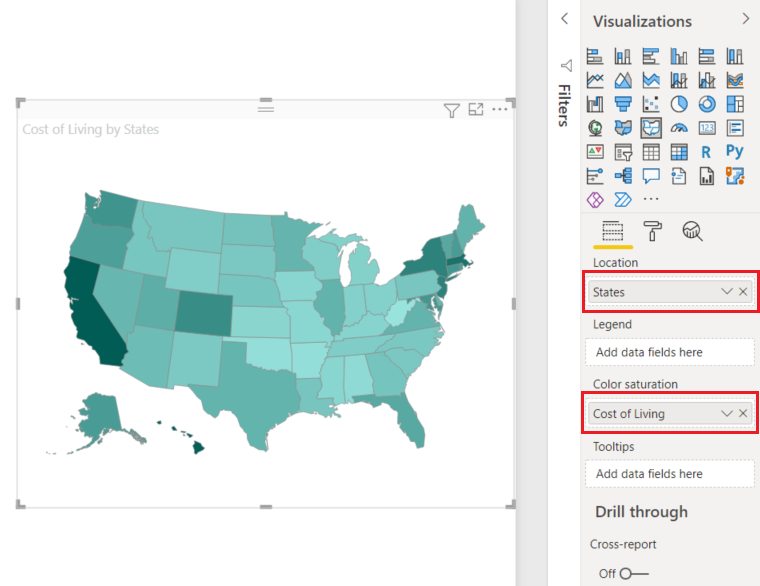 Visualizations
Filters
Cost of Living by States
123
R
Py
Location
States
Legend
Add data fields here
Color saturation
Cost of Living
Tooltips
Add data fields here
Drill through
Cross-report
Off